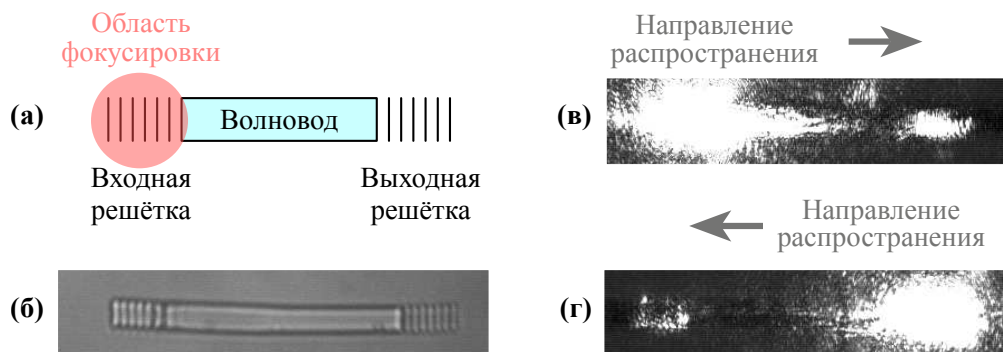 Область
фокусировки
(а)
Волновод
Входная
решётка
Выходная
решётка
(б)
Направление
распространения
(в)
Направление
распространения
(г)